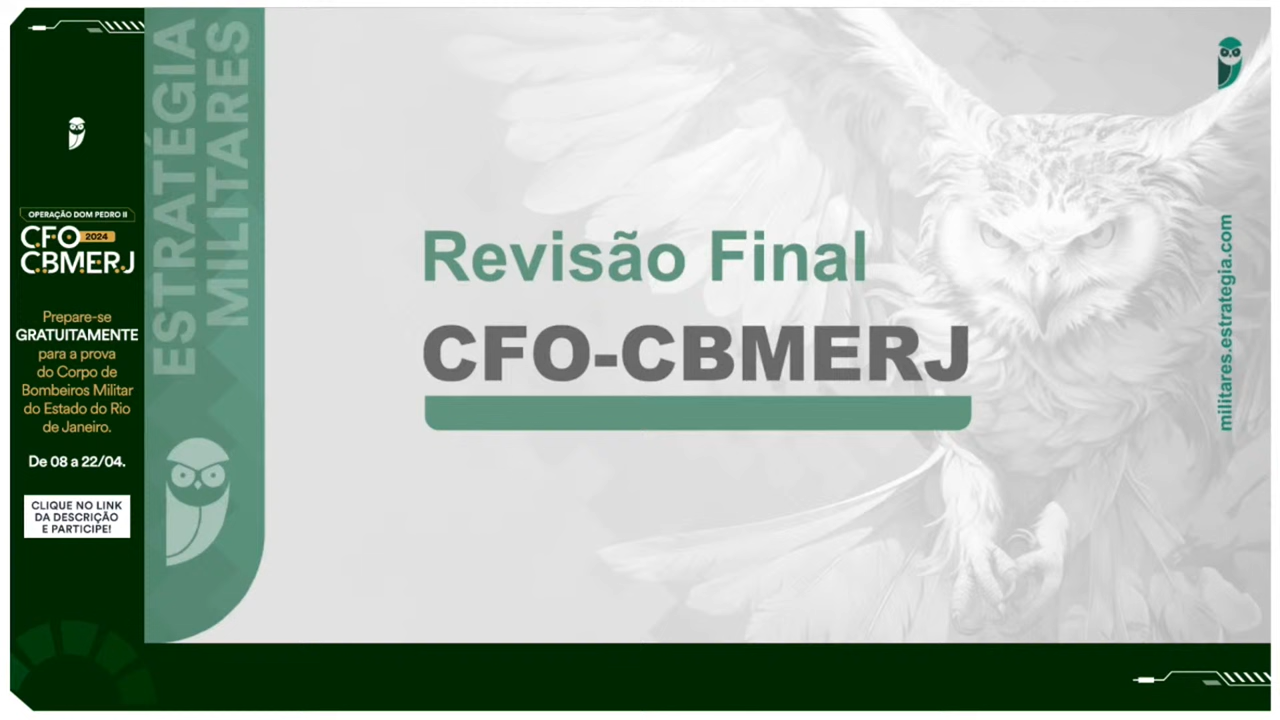 OPERAÇÃO DOM PEDRO II
CFO 2024
CBMERJ
Prepare-se
GRATUITAMENTE
para a prova
do Corpo de
Bombeiros Militar
do Estado do Rio
de Janeiro.
De 08 a 22/04.
CLIQUE NO LINK
DA DESCRIÇÃO
E PARTICIPE!
ESTRATÉGIA
MILITARES
Revisão Final
CFO-CBMERJ
militares.estrategia.com